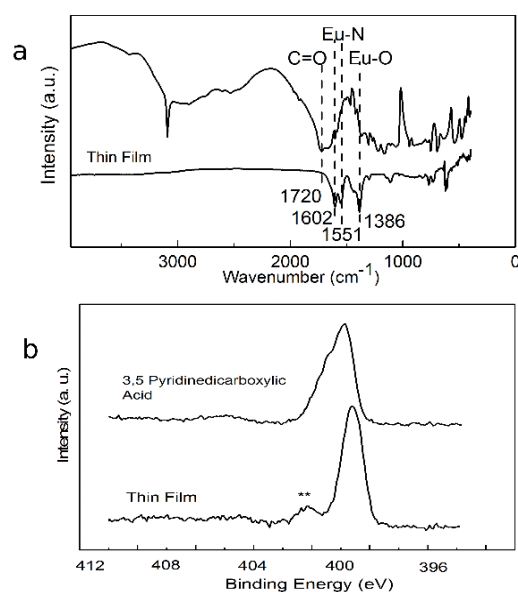 a
Eu-N
C=O
Eu-O
Intensity (a.u.)
Thin Film
1720
1602
1551
1386
3000
2000
1000
0
Wavenumber (cm-1)
b
3,5 Pyridinedicarboxylic
Acid
Intensity (a. u.)
**
Thin Film
412
408
404
400
396
Binding Energy (eV)